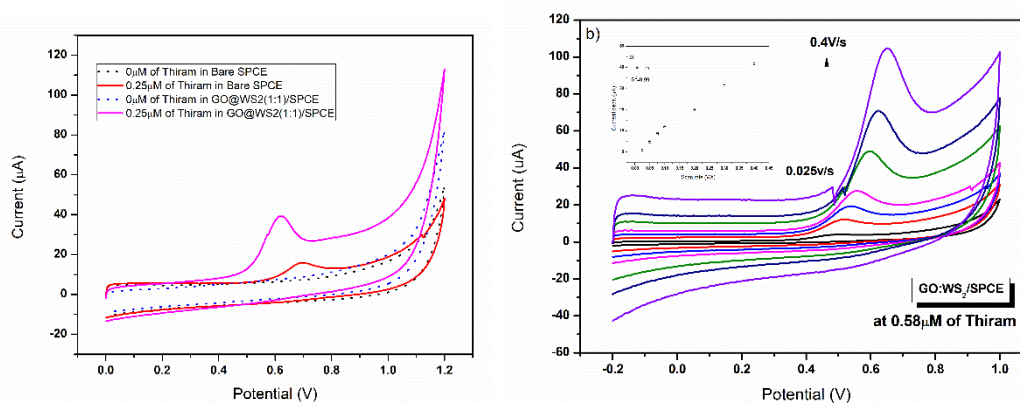 120
100
80
60
40
20
0
-20
Current (µA)
0µM of Thiram in Bare SPCE
0.25µM of Thiram in Bare SPCE
0µM of Thiram in GO@WS2(1:1)/SPCE
0.25µM of Thiram in GO@WS2(1:1)/SPCE
0.0 0.2 0.4 0.6 0.8 1.0 1.2
Potential (V)
b)
120
100
80
60
40
20
0
-20
-40
-60
Current (µA)
0.4V/s
0.025v/s
Scan rate (V/s)
GO:WS2/SPCE
at 0.58µM of Thiram
-0.2 0.0 0.2 0.4 0.6 0.8 1.0
Potential (V)